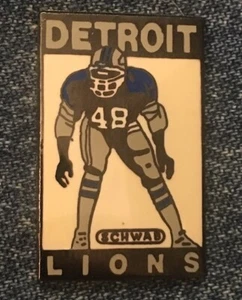 DETROIT
48
SCHWAB
LIONS